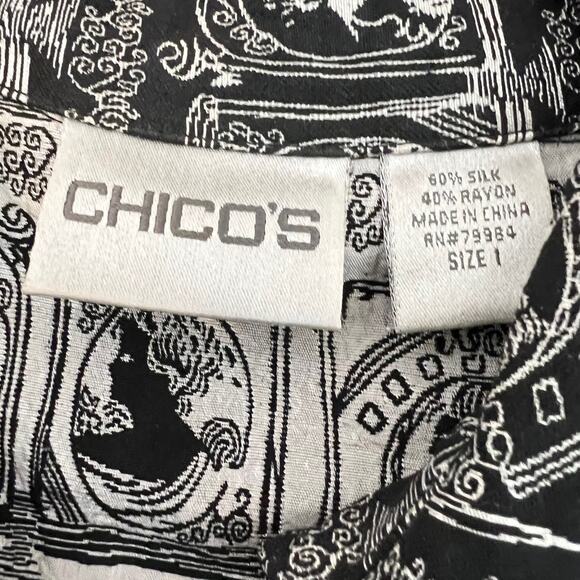 CHICO'S
60% SILK
40% RAYON
MADE IN CHINA
RN#79984
SIZE 1